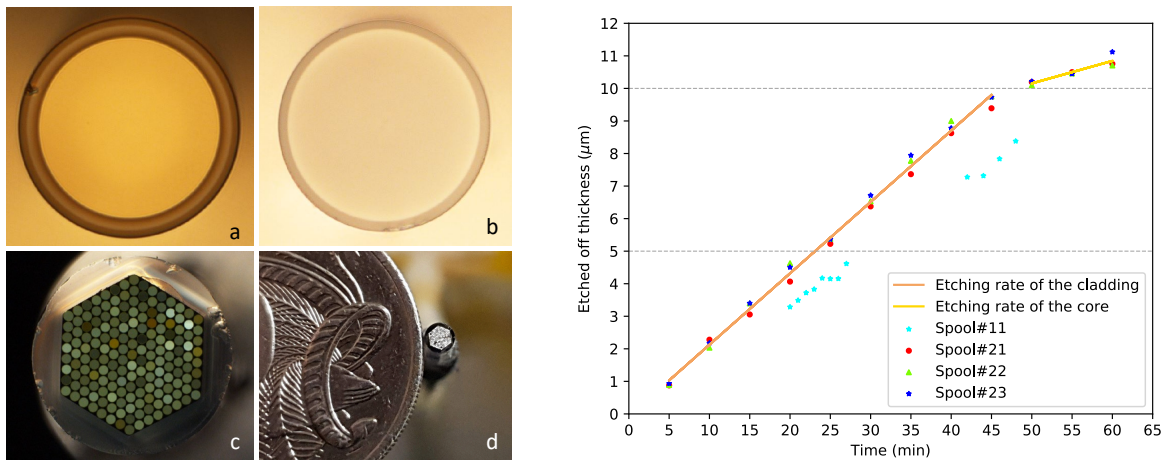 a
b
c
d
Etched off thickness (μm)
12
11
10
9
8
7
6
5
4
3
2
1
0
0 5 10 15 20 25 30 35 40 45 50 55 60 65
Time (min)
Etching rate of the cladding
Etching rate of the core
Spool#11
Spool#21
Spool#22
Spool#23